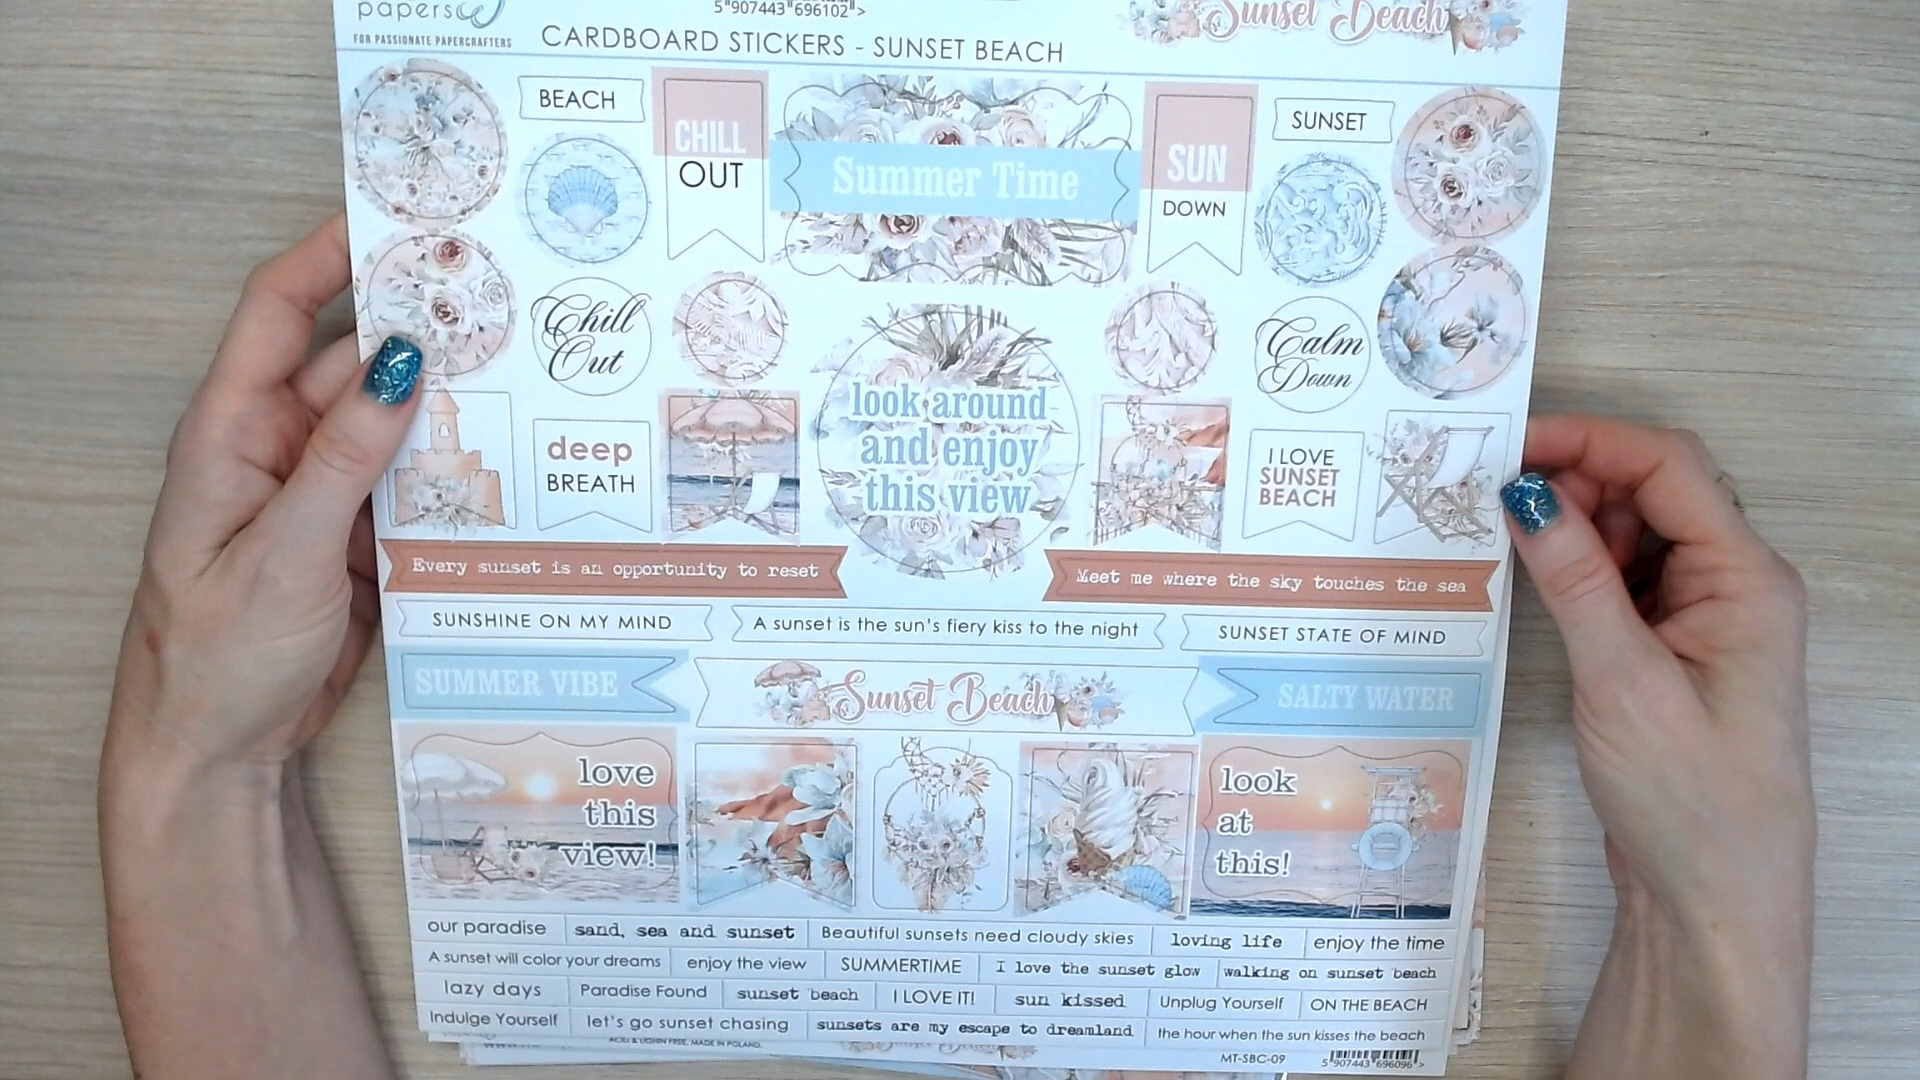 papers
FOR PASSIONATE PAPERCRAFTERS
5 907443 696102 >
CARDBOARD STICKERS - SUNSET BEACH
Sunset Beach
BEACH
CHILL
OUT
Summer Time
SUN
DOWN
SUNSET
Chill
Out
Calm
Down
deep
BREATH
look around
and enjoy
this view
I LOVE
SUNSET
BEACH
Every sunset is an opportunity to reset
Meet me where the sky touches the sea
SUNSHINE ON MY MIND
A sunset is the sun's fiery kiss to the night
SUNSET STATE OF MIND
SUMMER VIBE
Sunset Beach
SALTY WATER
love
this
view!
look
at
this!
our paradise
sand, sea and sunset
Beautiful sunsets need cloudy skies
loving life
enjoy the time
A sunset will color your dreams
enjoy the view
SUMMERTIME
I love the sunset glow
walking on sunset beach
lazy days
Paradise Found
sunset beach
I LOVE IT!
sun kissed
Unplug Yourself
ON THE BEACH
Indulge Yourself
let's go sunset chasing
sunsets are my escape to dreamland
the hour when the sun kisses the beach
ACID & LIGNIN FREE. MADE IN POLAND.
MT-SBC-09
5 907443 696096 >